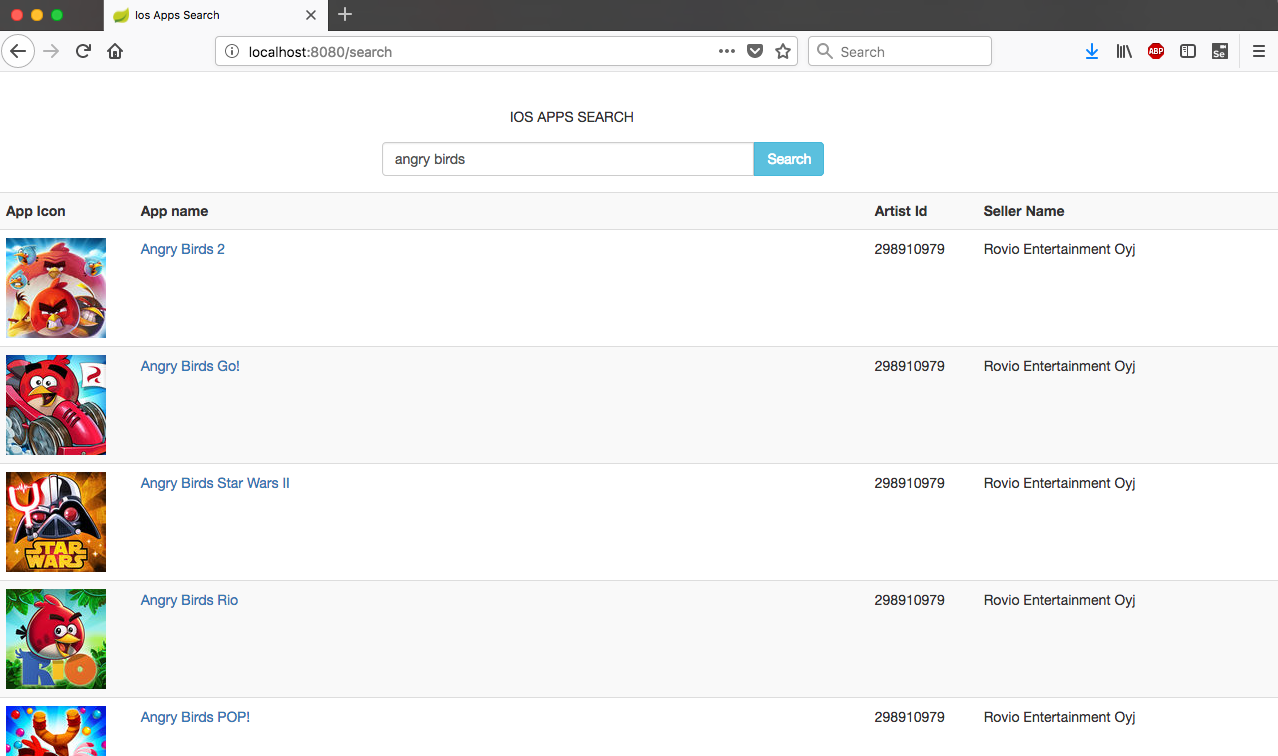 Ios Apps Search
localhost:8080/search
Search
ABP
Se
IOS APPS SEARCH
angry birds
Search
App Icon App name Artist Id Seller Name
Angry Birds 2 298910979 Rovio Entertainment Oyj
Angry Birds Go! 298910979 Rovio Entertainment Oyj
Angry Birds Star Wars II 298910979 Rovio Entertainment Oyj
STAR
WARS
Angry Birds Rio 298910979 Rovio Entertainment Oyj
RIO
Angry Birds POP! 298910979 Rovio Entertainment Oyj